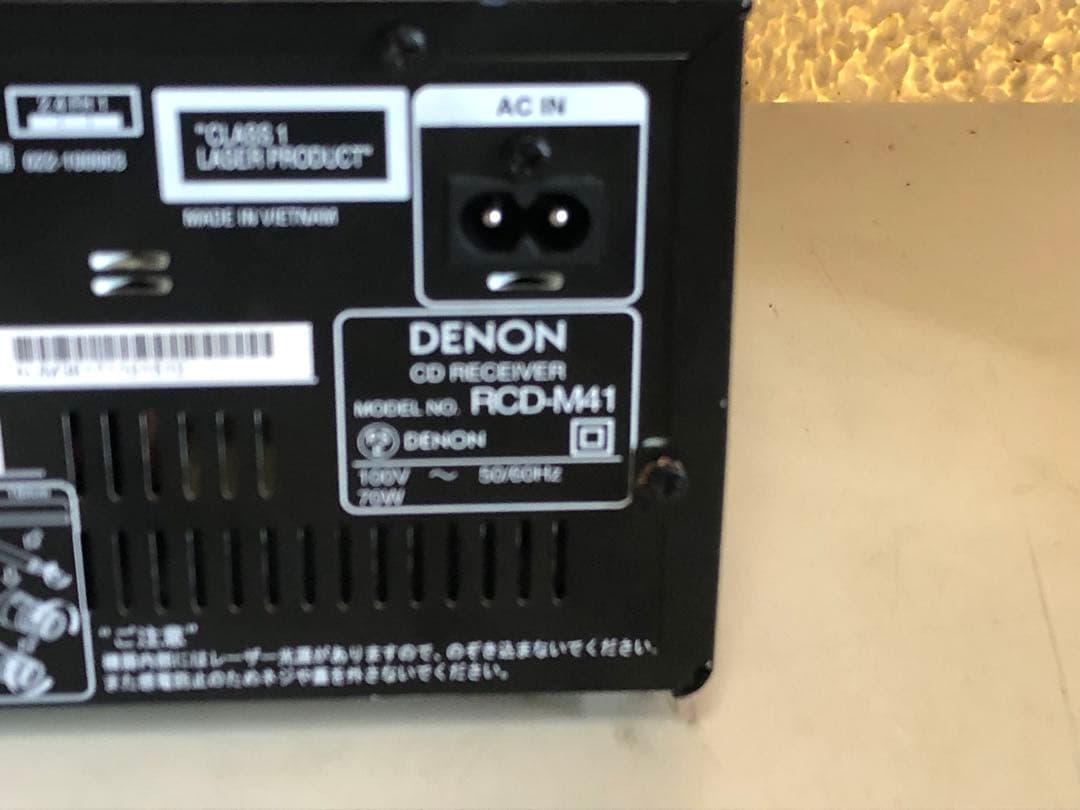 "CLASS 1
LASER PRODUCT"
AC IN
MADE IN VIETNAM
DENON
CD RECEIVER
MODEL NO. RCD-M41
DENON
100V ～ 50/60Hz
"ご注意"
機器内部にはレーザー光源がありますので、のぞき込まないでください。
また感電防止のためネジや蓋を外さないでください。